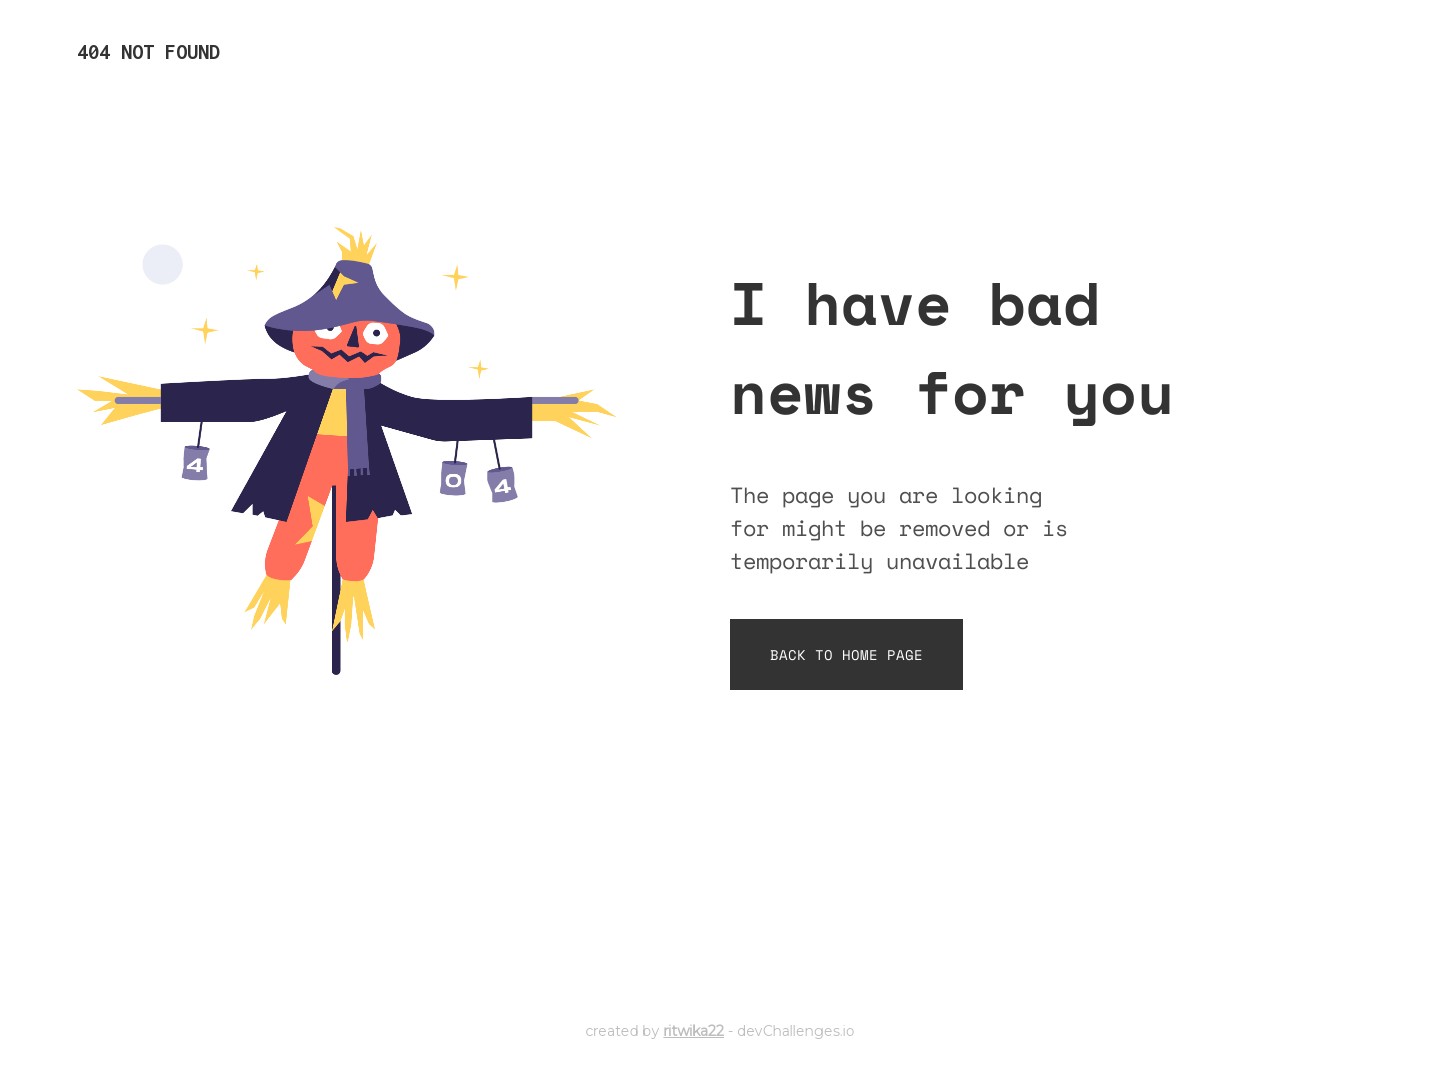 404 NOT FOUND
4
0
4
I have bad
news for you
The page you are looking
for might be removed or is
temporarily unavailable
BACK TO HOME PAGE
created by ritwika22 - devChallenges.io